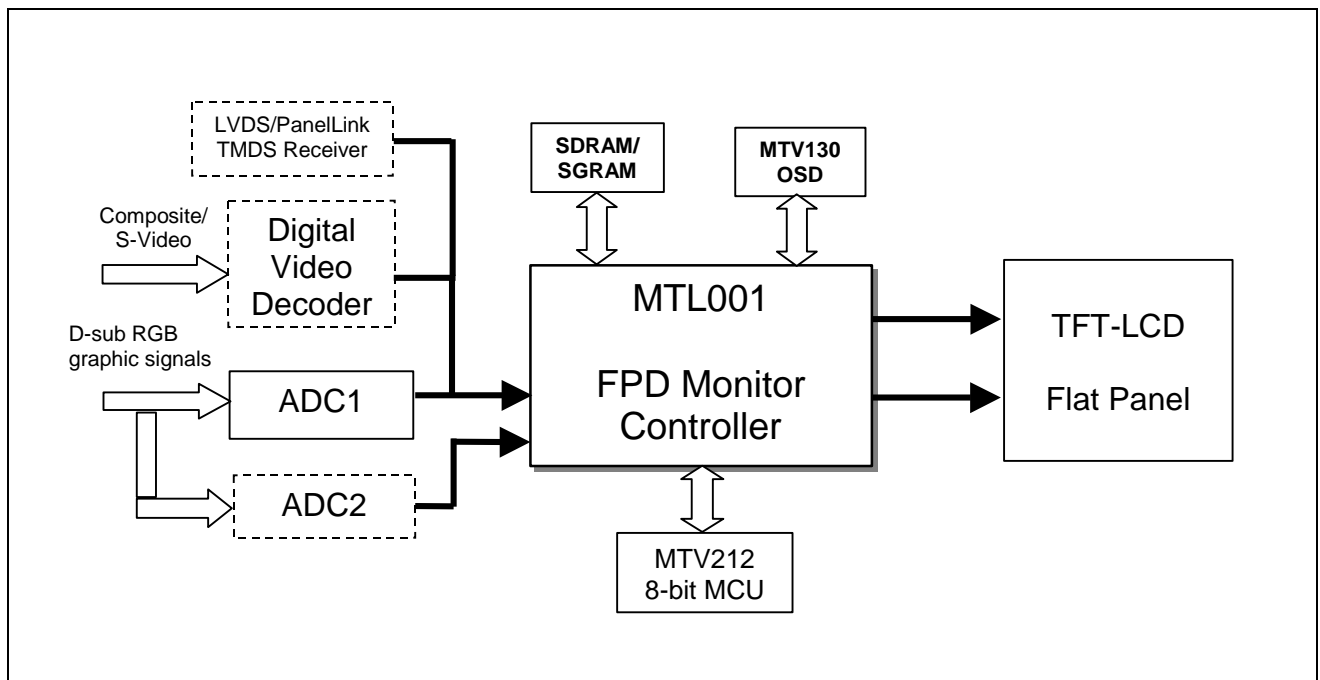 LVDS/PanelLink
TMDS Receiver
SDRAM/
SGRAM
MTV130
OSD
Composite/
S-Video
Digital
Video
Decoder
MTL001
FPD Monitor
Controller
TFT-LCD
Flat Panel
D-sub RGB
graphic signals
ADC1
ADC2
MTV212
8-bit MCU